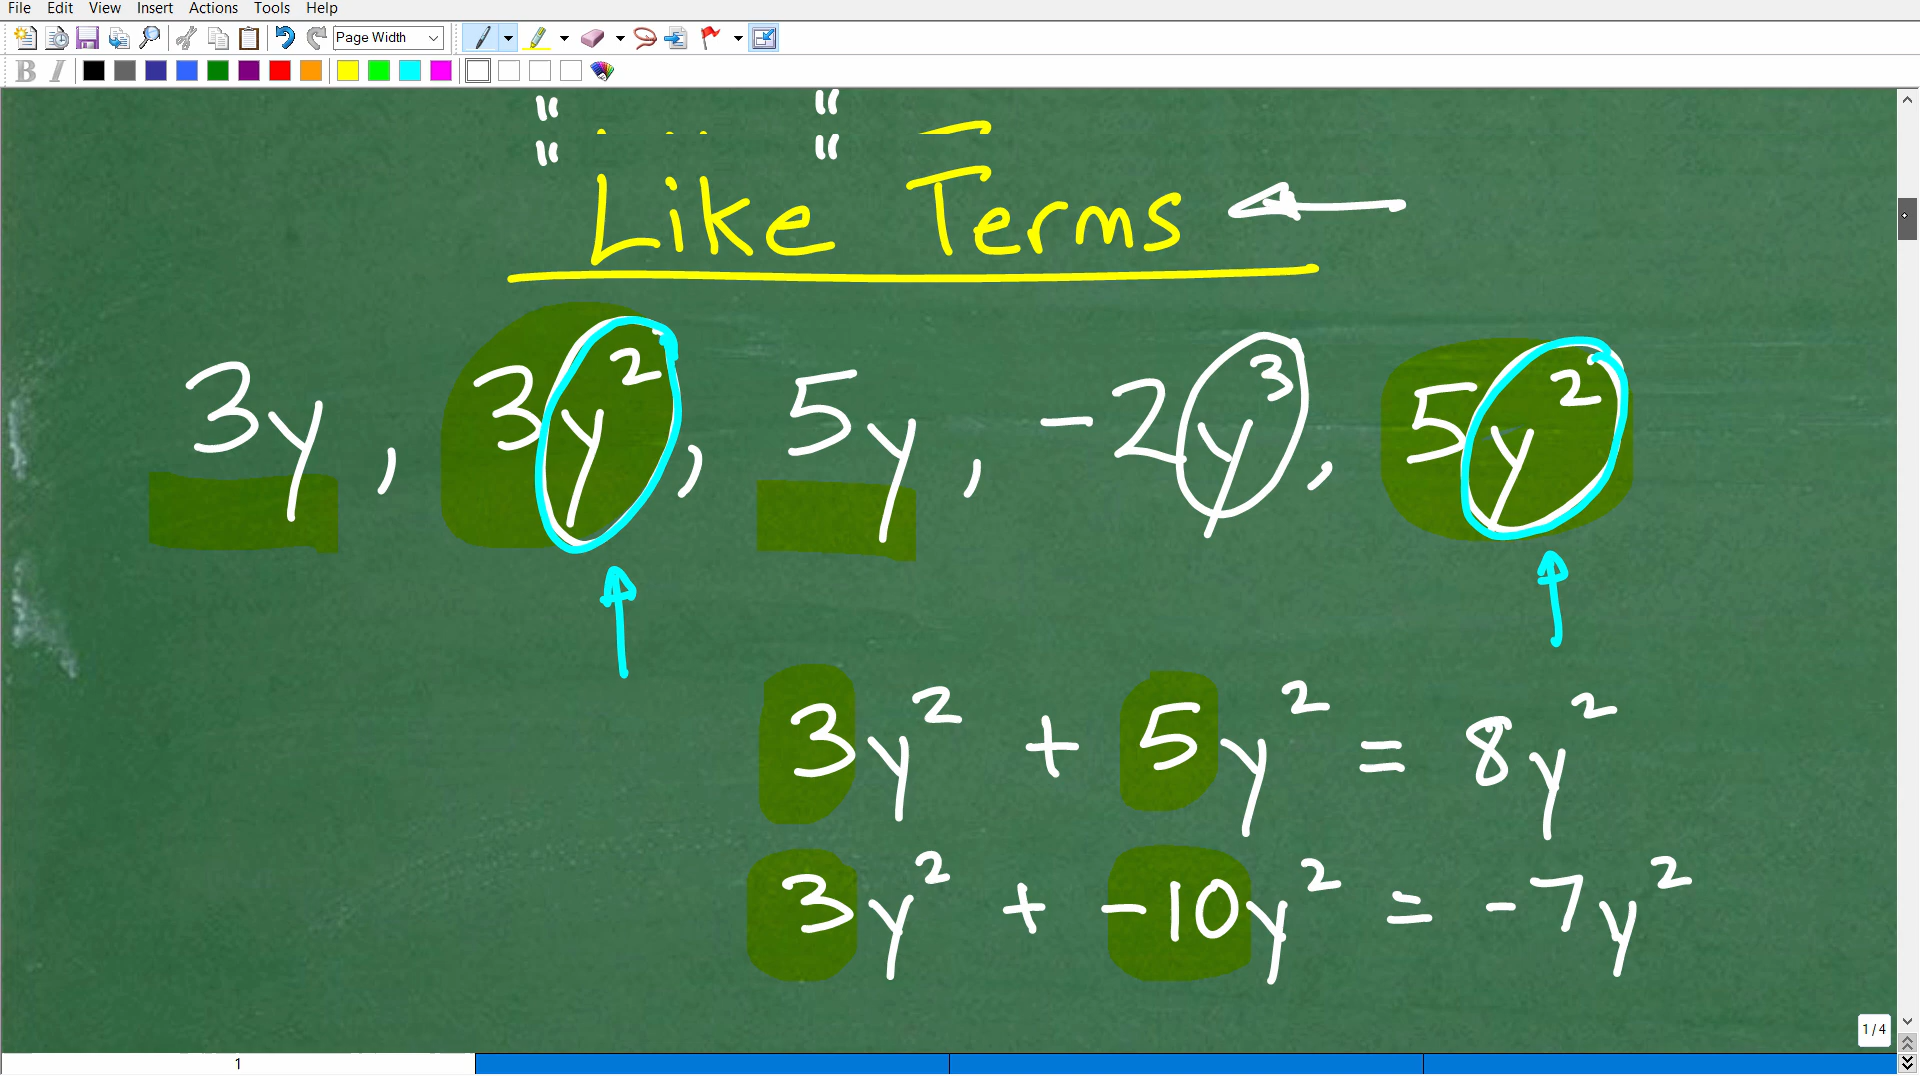 File Edit View Insert Actions Tools Help
Page Width
B I
" "
" "
Like Terms
3y, 3y², 5y, -2y³, 5y²
3y² + 5y² = 8y²
3y² + -10y² = -7y²
1 / 4
1